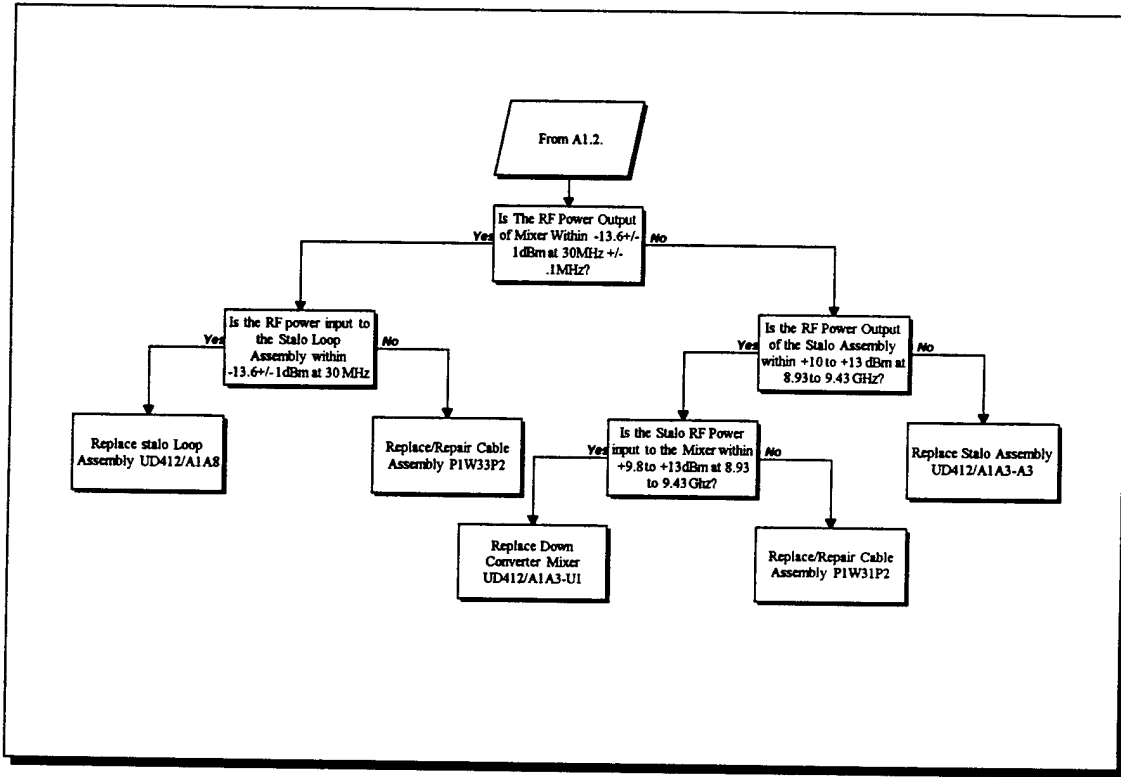 From A1.2.
Is The RF Power Output
of Mixer Within -13.6+/-
1dBm at 30MHz +/-
.1MHz?
Yes
No
Is the RF power input to
the Stalo Loop
Assembly within
-13.6+/- 1dBm at 30 MHz
Yes
No
Is the RF Power Output
of the Stalo Assembly
within +10 to +13 dBm at
8.93 to 9.43 GHz?
Yes
No
Replace stalo Loop
Assembly UD412/A1A8
Replace/Repair Cable
Assembly P1W33P2
Is the Stalo RF Power
input to the Mixer within
+9.8 to +13dBm at 8.93
to 9.43 Ghz?
Yes
No
Replace Stalo Assembly
UD412/A1A3-A3
Replace Down
Converter Mixer
UD412/A1A3-U1
Replace/Repair Cable
Assembly P1W31P2